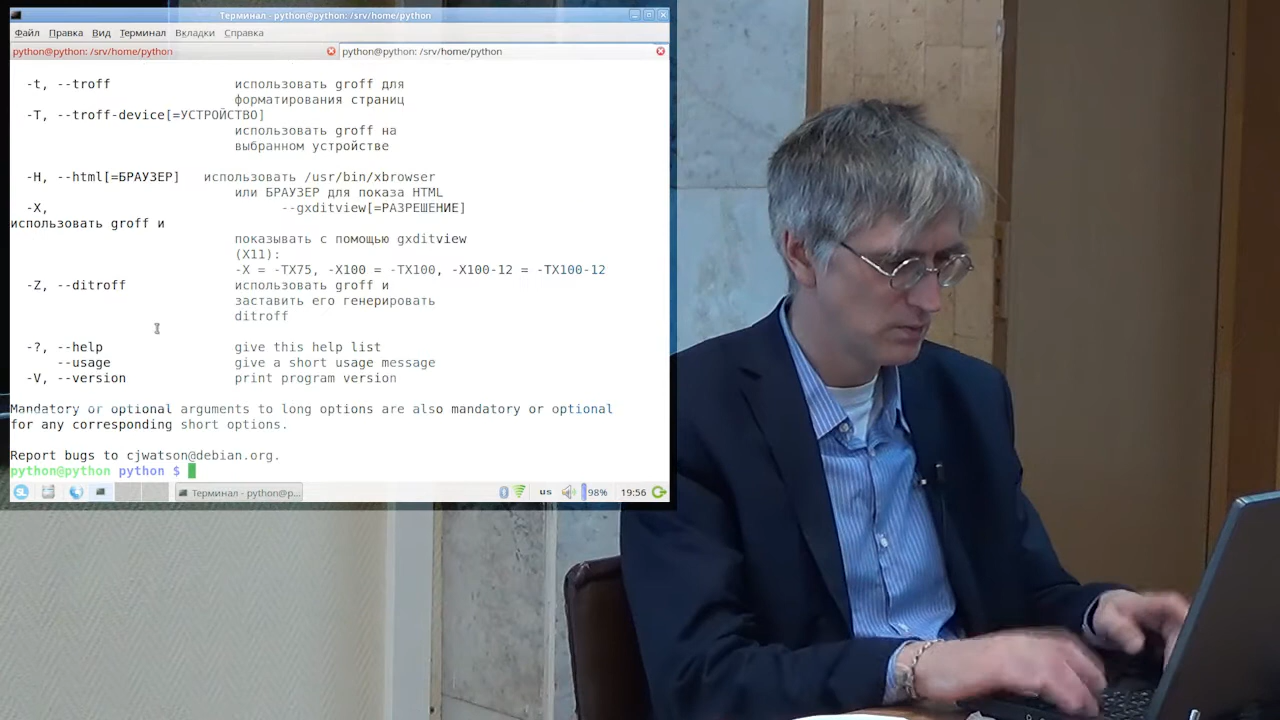 Терминал - python@python: /srv/home/python
Файл Правка Вид Терминал Вкладки Справка
python@python: /srv/home/python python@python: /srv/home/python
-t, --troff использовать groff для
форматирования страниц
-T, --troff-device[=УСТРОЙСТВО]
использовать groff на
выбранном устройстве
-H, --html[=БРАУЗЕР] использовать /usr/bin/xbrowser
или БРАУЗЕР для показа HTML
-X, --gxditview[=РАЗРЕШЕНИЕ]
использовать groff и
показывать с помощью gxditview
(X11):
-X = -TX75, -X100 = -TX100, -X100-12 = -TX100-12
-Z, --ditroff использовать groff и
заставить его генерировать
ditroff
-?, --help give this help list
--usage give a short usage message
-V, --version print program version
Mandatory or optional arguments to long options are also mandatory or optional
for any corresponding short options.
Report bugs to cjwatson@debian.org.
python@python python $
Терминал - python@p... us 98% 19:56